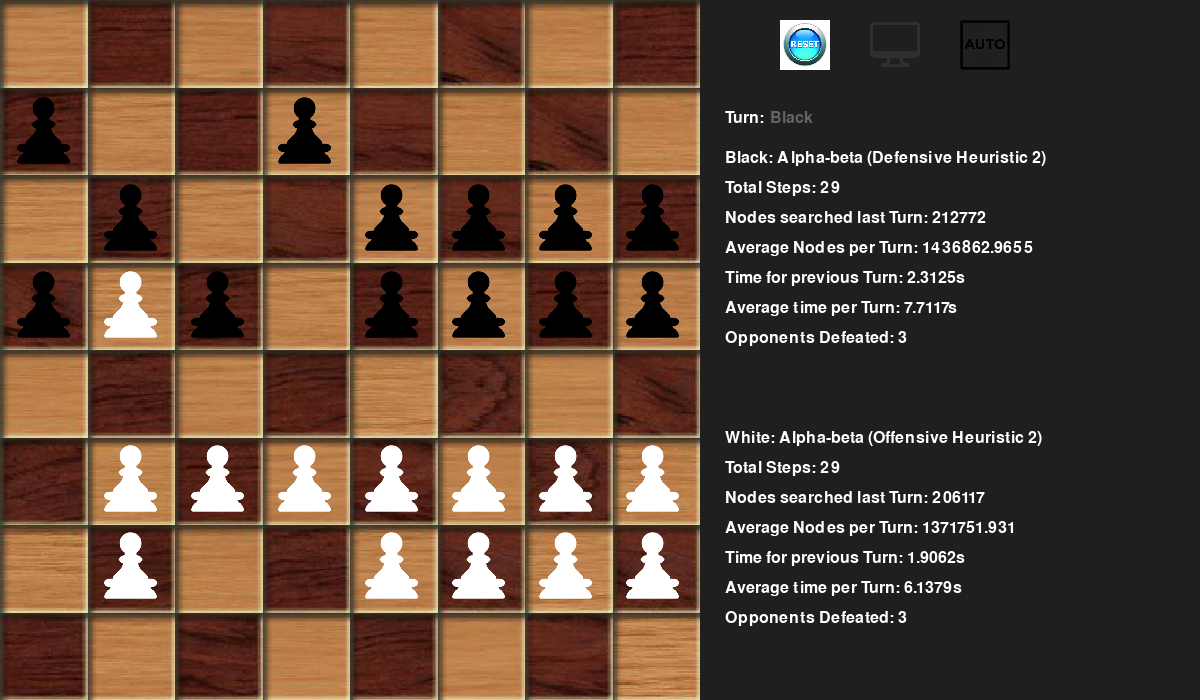 RESET
AUTO
Turn: Black
Black: Alpha-beta (Defensive Heuristic 2)
Total Steps: 29
Nodes searched last Turn: 212772
Average Nodes per Turn: 1436862.9655
Time for previous Turn: 2.3125s
Average time per Turn: 7.7117s
Opponents Defeated: 3
White: Alpha-beta (Offensive Heuristic 2)
Total Steps: 29
Nodes searched last Turn: 206117
Average Nodes per Turn: 1371751.931
Time for previous Turn: 1.9062s
Average time per Turn: 6.1379s
Opponents Defeated: 3